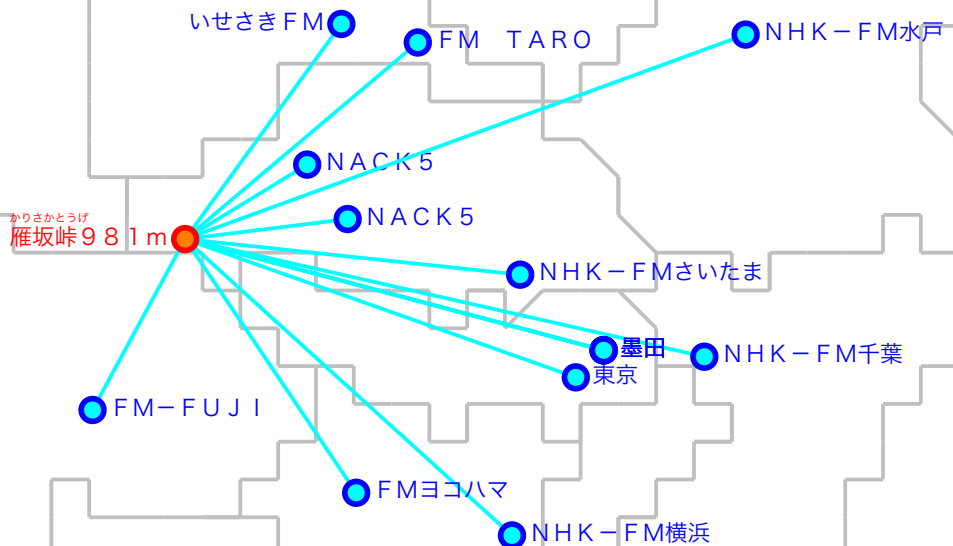 いせさきＦＭ
ＦＭ　ＴＡＲＯ
ＮＨＫ－ＦＭ水戸
ＮＡＣＫ５
ＮＡＣＫ５
かりさかとうげ
雁坂峠９８１ｍ
ＮＨＫ－ＦＭさいたま
墨田
ＮＨＫ－ＦＭ千葉
東京
ＦＭ－ＦＵＪＩ
ＦＭヨコハマ
ＮＨＫ－ＦＭ横浜